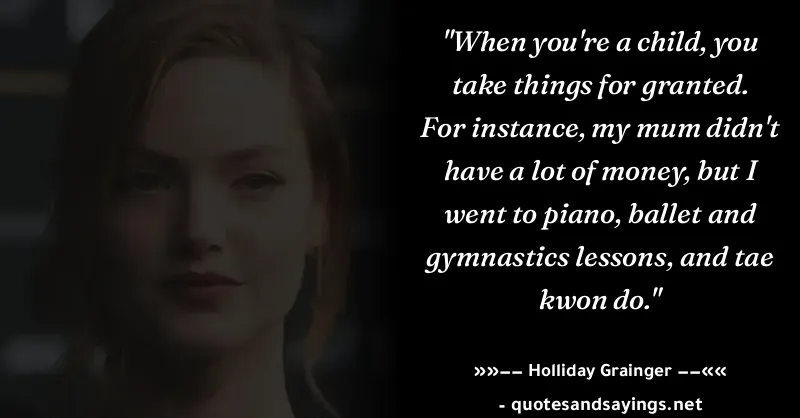 "When you're a child, you
take things for granted.
For instance, my mum didn't
have a lot of money, but I
went to piano, ballet and
gymnastics lessons, and tae
kwon do."
»»−− Holliday Grainger −−««
- quotesandsayings.net